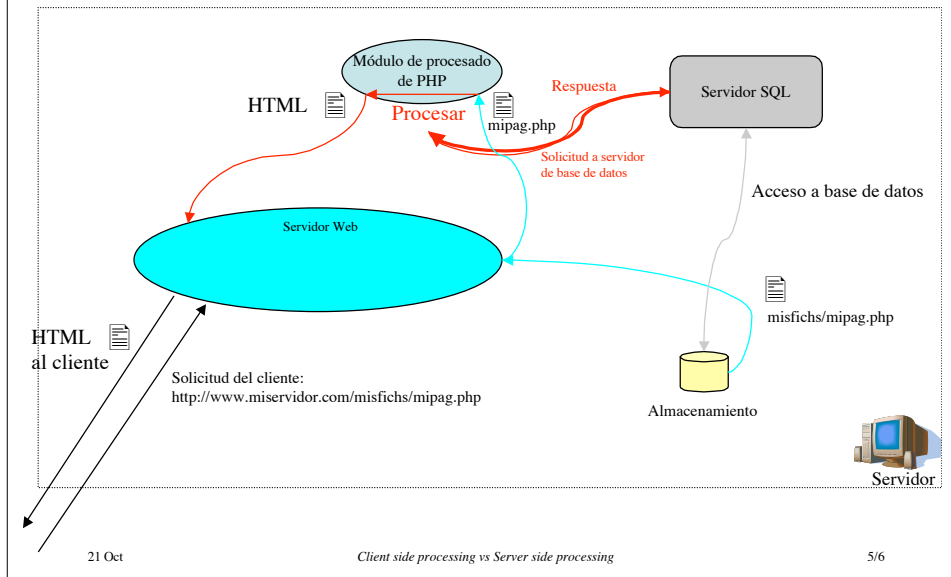 Módulo de procesado
de PHP
HTML
Procesar
mipag.php
Respuesta
Servidor SQL
Solicitud a servidor
de base de datos
Acceso a base de datos
Servidor Web
misfichs/mipag.php
HTML
al cliente
Solicitud del cliente:
http://www.miservidor.com/misfichs/mipag.php
Almacenamiento
Servidor
21 Oct
Client side processing vs Server side processing
5/6